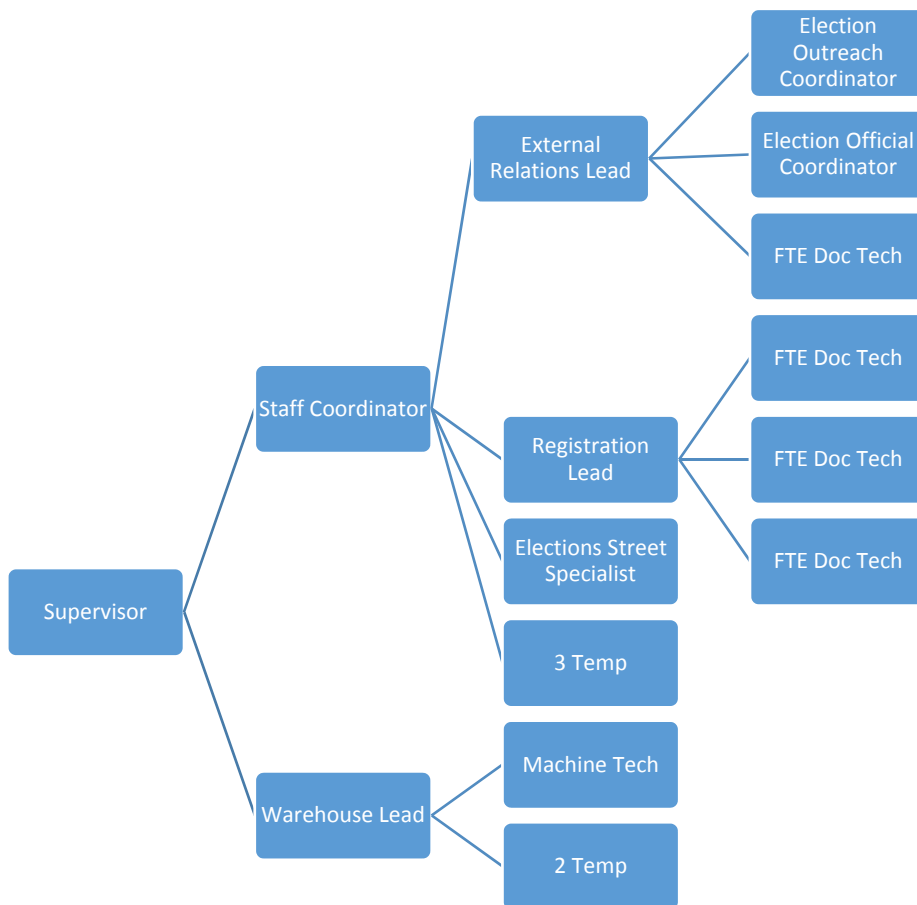 Election
Outreach
Coordinator
External
Relations Lead
Election Official
Coordinator
FTE Doc Tech
FTE Doc Tech
Staff Coordinator
Registration
Lead
FTE Doc Tech
Elections Street
Specialist
FTE Doc Tech
Supervisor
3 Temp
Machine Tech
Warehouse Lead
2 Temp